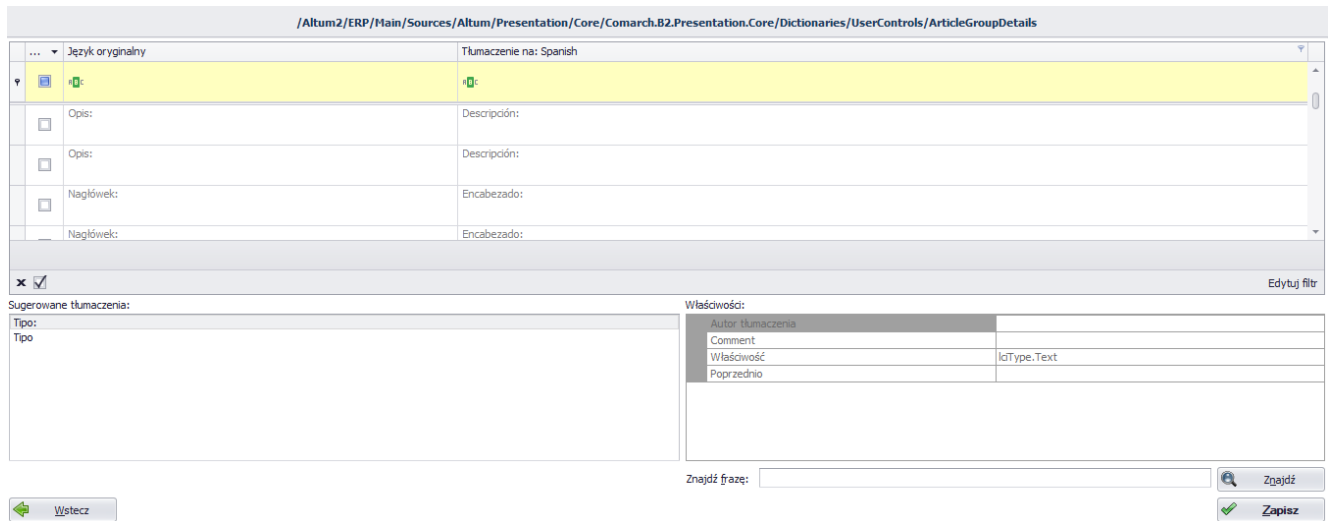 /Altum2/ERP/Main/Sources/Altum/Presentation/Core/Comarch.B2.Presentation.Core/Dictionaries/UserControls/ArticleGroupDetails
... Język oryginalny Tłumaczenie na: Spanish
Opis: Descripción:
Opis: Descripción:
Nagłówek: Encabezado:
Nagłówek: Encabezado:
Edytuj filtr
Sugerowane tłumaczenia: Właściwości:
Tipo: Autor tłumaczenia
Tipo Comment
Właściwość lciType.Text
Poprzednio
Znajdź frazę: Znajdź
Wstecz Zapisz